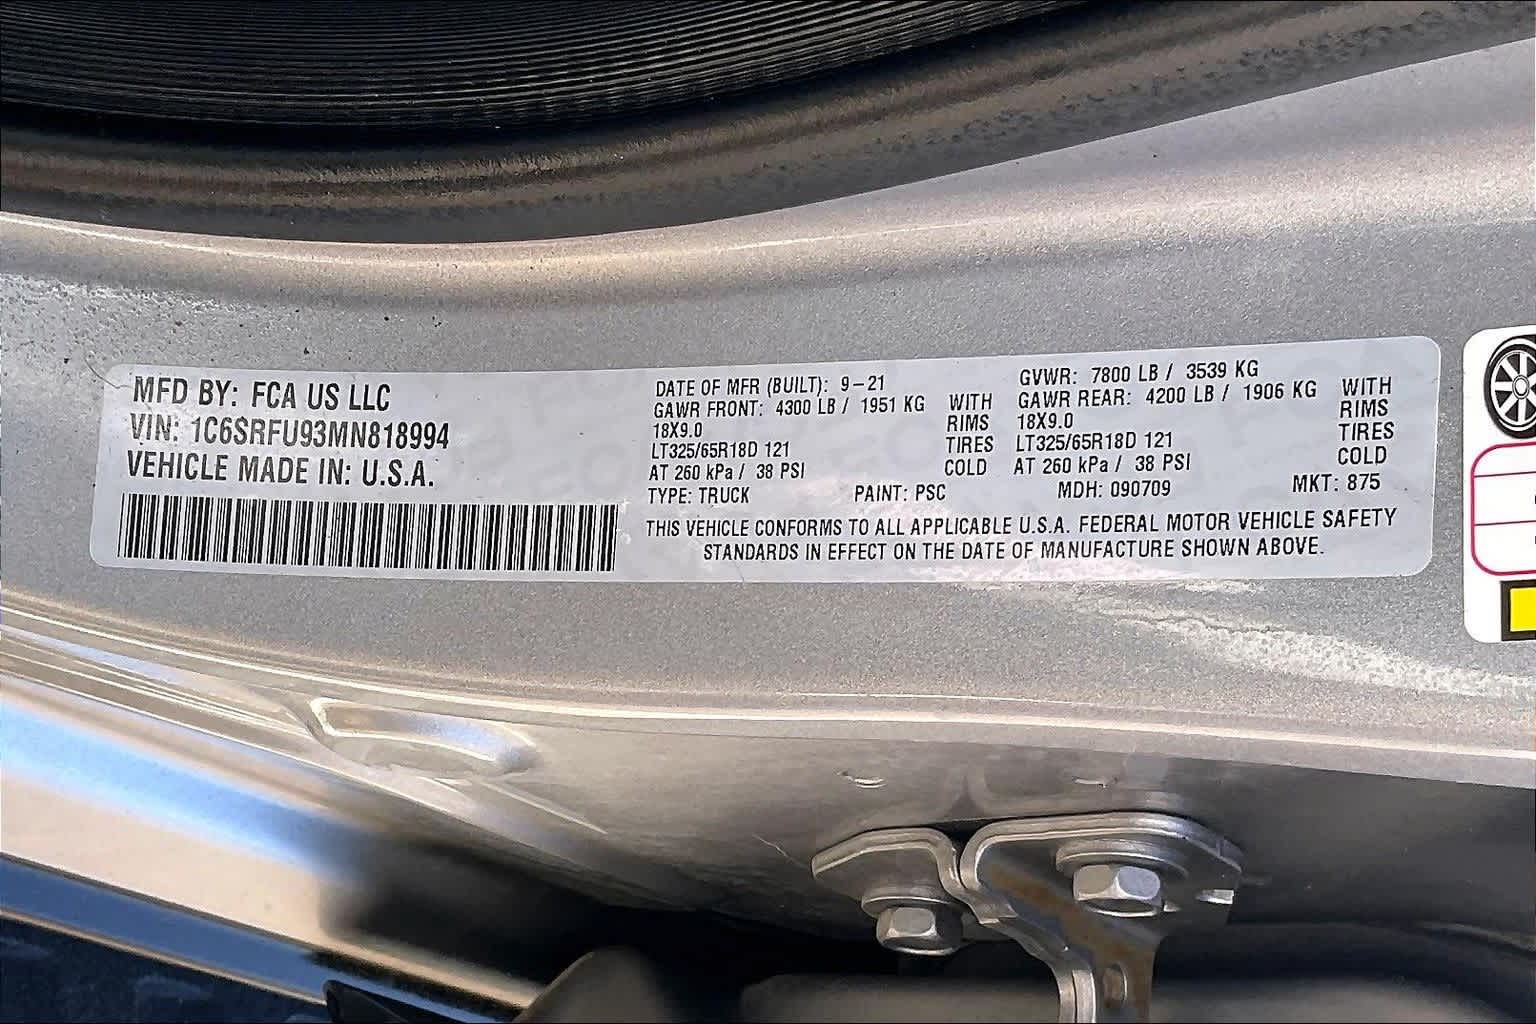 MFD BY: FCA US LLC
VIN: 1C6SRFU93MN818994
VEHICLE MADE IN: U.S.A.
DATE OF MFR (BUILT): 9-21
GAWR FRONT: 4300 LB / 1951 KG WITH
18X9.0 RIMS
LT325/65R18D 121 TIRES
AT 260 kPa / 38 PSI COLD
GVWR: 7800 LB / 3539 KG
GAWR REAR: 4200 LB / 1906 KG WITH
18X9.0 RIMS
LT325/65R18D 121 TIRES
AT 260 kPa / 38 PSI COLD
TYPE: TRUCK PAINT: PSC MDH: 090709 MKT: 875
THIS VEHICLE CONFORMS TO ALL APPLICABLE U.S.A. FEDERAL MOTOR VEHICLE SAFETY
STANDARDS IN EFFECT ON THE DATE OF MANUFACTURE SHOWN ABOVE.